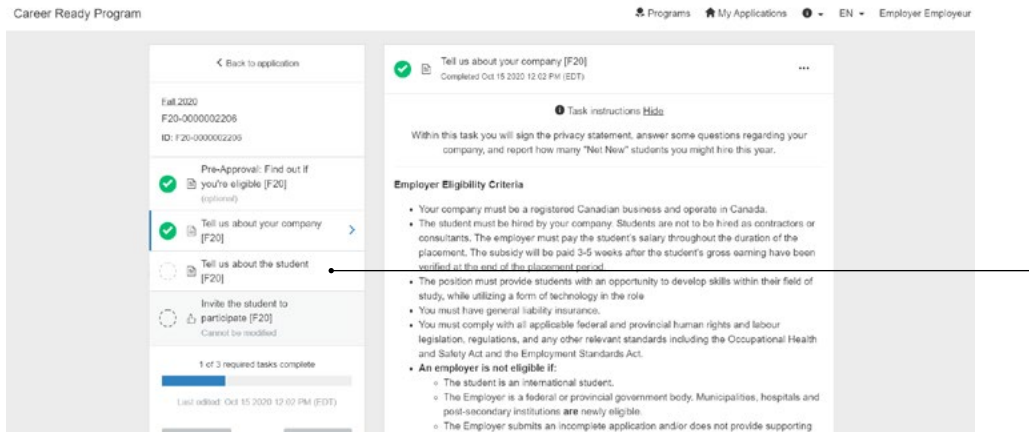 Career Ready Program
Programs My Applications EN Employer Employeur
Back to application
Fall 2020
F20-0000002206
ID: F20-0000002206
Pre-Approval: Find out if
you're eligible [F20]
(optional)
Tell us about your company
[F20]
Tell us about the student
[F20]
Invite the student to
participate [F20]
Cannot be modified
1 of 3 required tasks complete
Last edited: Oct 15 2020 12:02 PM (EDT)
Tell us about your company [F20]
Completed Oct 15 2020 12:02 PM (EDT)
...
Task instructions Hide
Within this task you will sign the privacy statement, answer some questions regarding your
company, and report how many "Net New" students you might hire this year.
Employer Eligibility Criteria
• Your company must be a registered Canadian business and operate in Canada.
• The student must be hired by your company. Students are not to be hired as contractors or
consultants. The employer must pay the student's salary throughout the duration of the
placement. The subsidy will be paid 3-5 weeks after the student's gross earning have been
verified at the end of the placement period.
• The position must provide students with an opportunity to develop skills within their field of
study, while utilizing a form of technology in the role
• You must have general liability insurance.
• You must comply with all applicable federal and provincial human rights and labour
legislation, regulations, and any other relevant standards including the Occupational Health
and Safety Act and the Employment Standards Act.
• An employer is not eligible if:
◦ The student is an international student.
◦ The Employer is a federal or provincial government body. Municipalities, hospitals and
post-secondary institutions are newly eligible.
◦ The Employer submits an incomplete application and/or does not provide supporting